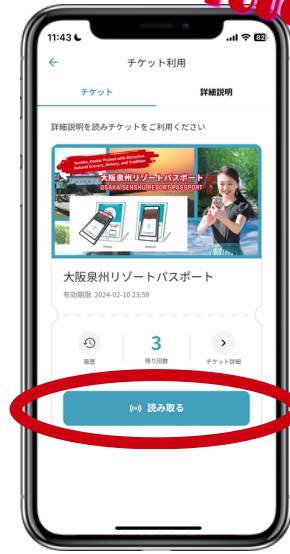 11:43
82
チケット利用
チケット
詳細説明
詳細説明を読みチケットをご利用ください
Senshu, Osaka: Packed with Attractive
Natural Scenery, History, and Tradition
大阪泉州リゾートパスポート
OSAKA SENSHU RESORT PASSPORT
iPhone
Android
大阪泉州リゾートパスポート
有効期限: 2024-02-10 23:59
3
履歴
残り回数
チケット詳細
読み取る